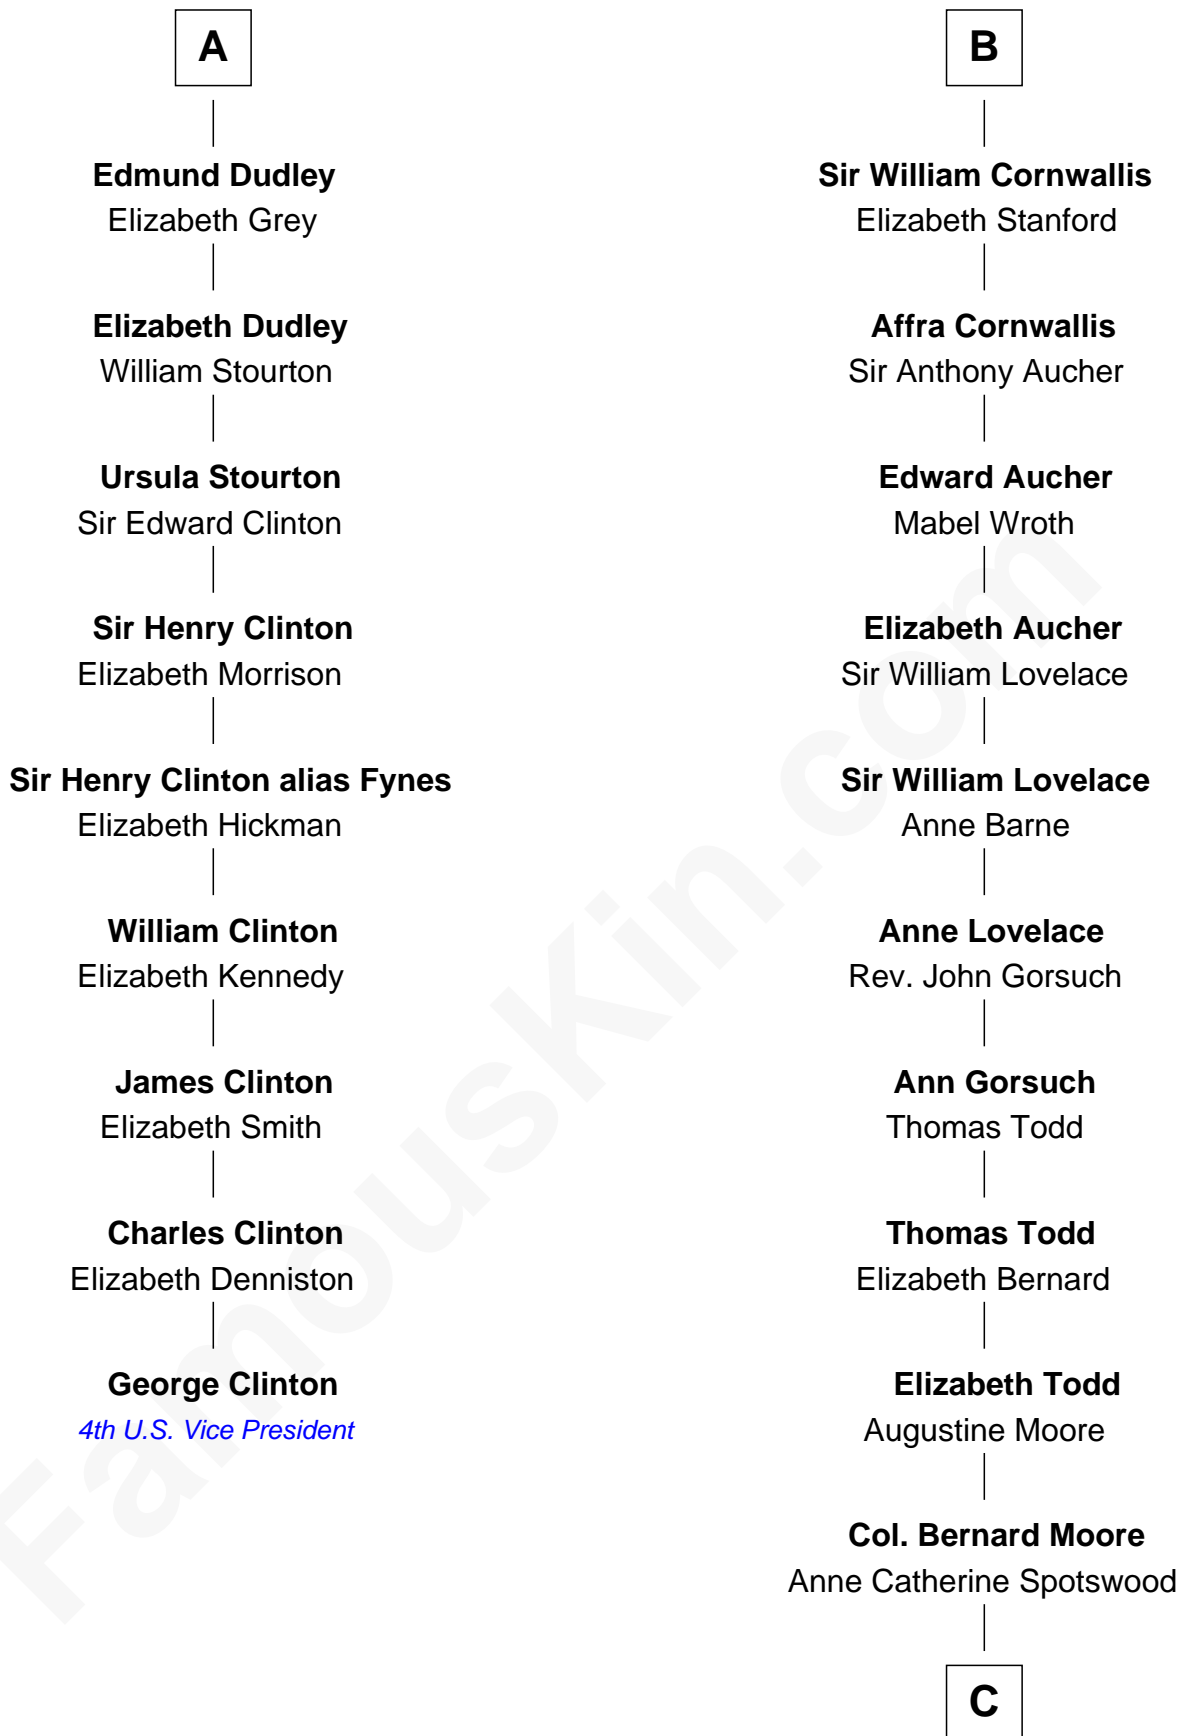 A
Edmund Dudley
Elizabeth Grey
Elizabeth Dudley
William Stourton
Ursula Stourton
Sir Edward Clinton
Sir Henry Clinton
Elizabeth Morrison
Sir Henry Clinton alias Fynes
Elizabeth Hickman
William Clinton
Elizabeth Kennedy
James Clinton
Elizabeth Smith
Charles Clinton
Elizabeth Denniston
George Clinton
4th U.S. Vice President
B
Sir William Cornwallis
Elizabeth Stanford
Affra Cornwallis
Sir Anthony Aucher
Edward Aucher
Mabel Wroth
Elizabeth Aucher
Sir William Lovelace
Sir William Lovelace
Anne Barne
Anne Lovelace
Rev. John Gorsuch
Ann Gorsuch
Thomas Todd
Thomas Todd
Elizabeth Bernard
Elizabeth Todd
Augustine Moore
Col. Bernard Moore
Anne Catherine Spotswood
C
FamousKin.com